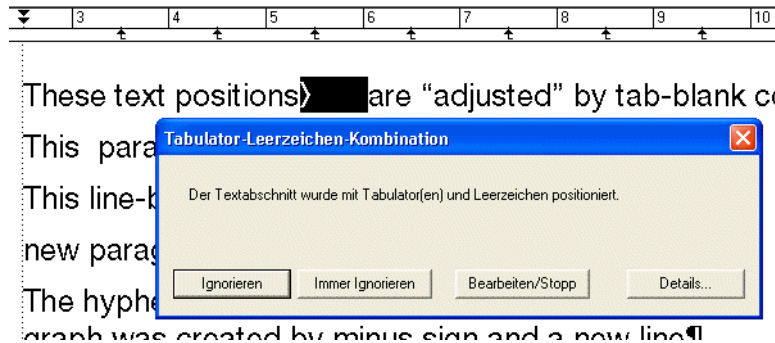 3 4 5 6 7 8 9 10
These text positions are “adjusted” by tab-blank
This para
Tabulator-Leerzeichen-Kombination
Der Textabschnitt wurde mit Tabulator(en) und Leerzeichen positioniert.
This line-b
new parag
Ignorieren Immer Ignorieren Bearbeiten/Stopp Details...
The hyphe
graph was created by minus sign and a new line¶